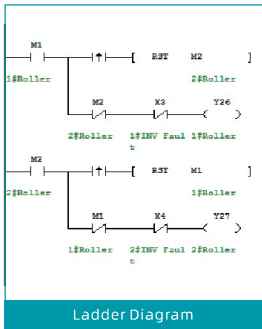 M1
RST M2
1#Roller 2#Roller
M2 X3 Y26
2#Roller 1#INV Faul 1#Roller
t
M2
RST M1
2#Roller 1#Roller
M1 X4 Y27
1#Roller 2#INV Faul 2#Roller
t
Ladder Diagram